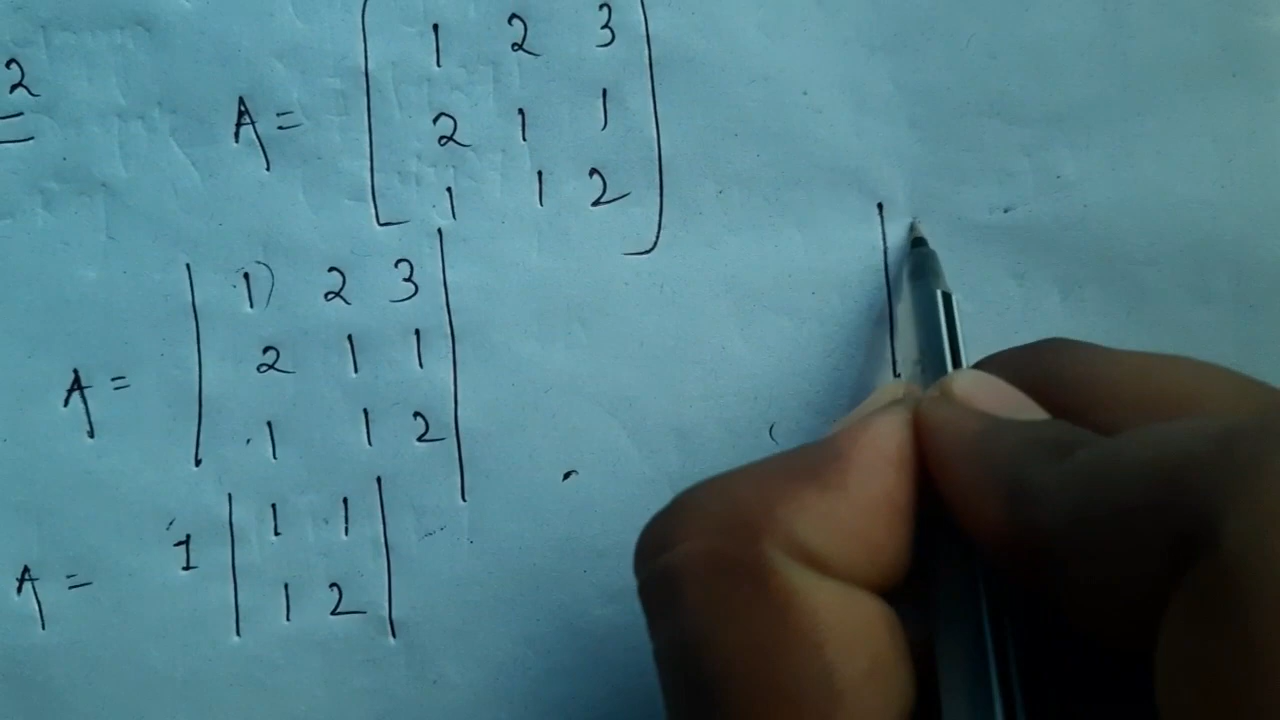 1 2 3
2 A = 2 1 1
1 1 2
1) 2 3
A = 2 1 1
1 1 2
A = 1 | 1 1 |
| 1 2 |